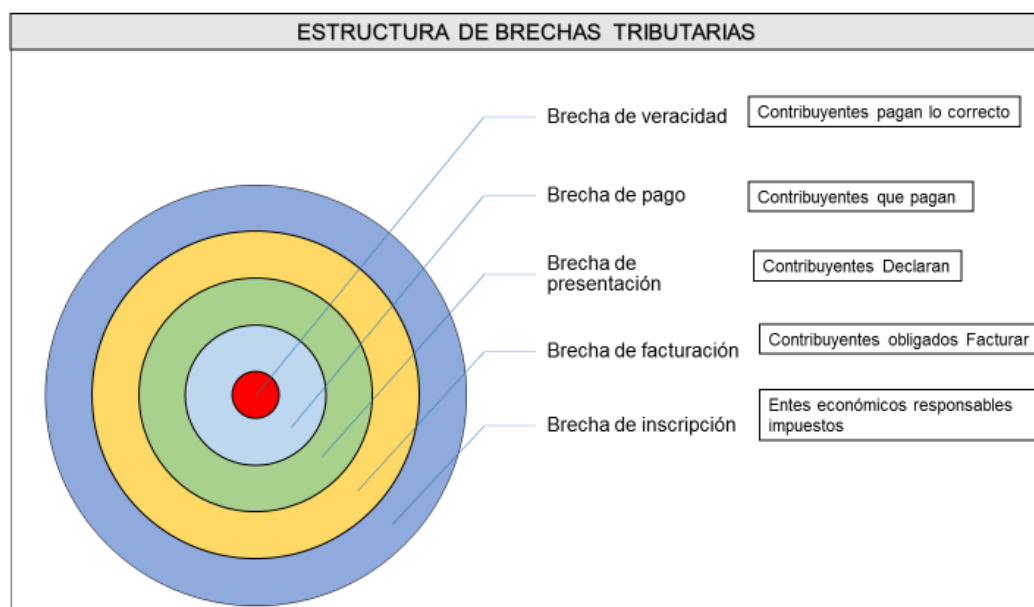 ESTRUCTURA DE BRECHAS TRIBUTARIAS
Brecha de veracidad
Contribuyentes pagan lo correcto
Brecha de pago
Contribuyentes que pagan
Brecha de
presentación
Contribuyentes Declaran
Brecha de facturación
Contribuyentes obligados Facturar
Brecha de inscripción
Entes económicos responsables
impuestos